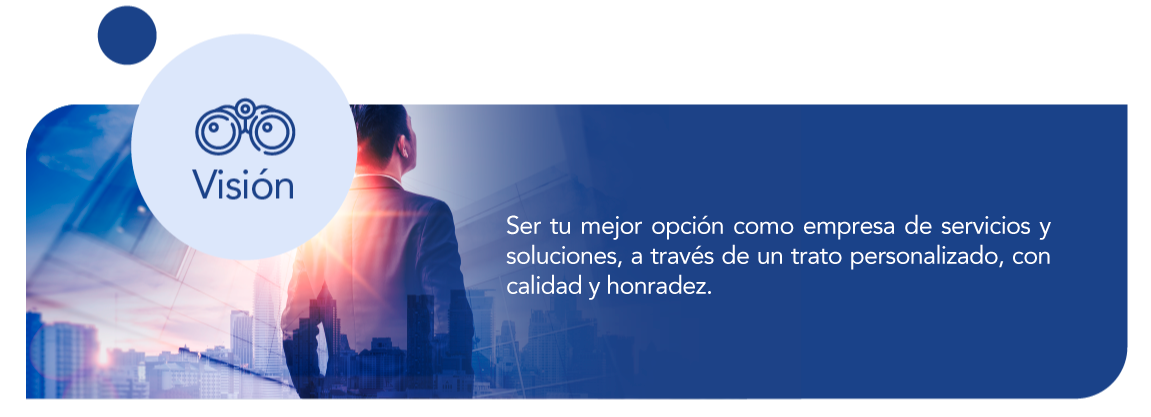 Visión
Ser tu mejor opción como empresa de servicios y
soluciones, a través de un trato personalizado, con
calidad y honradez.